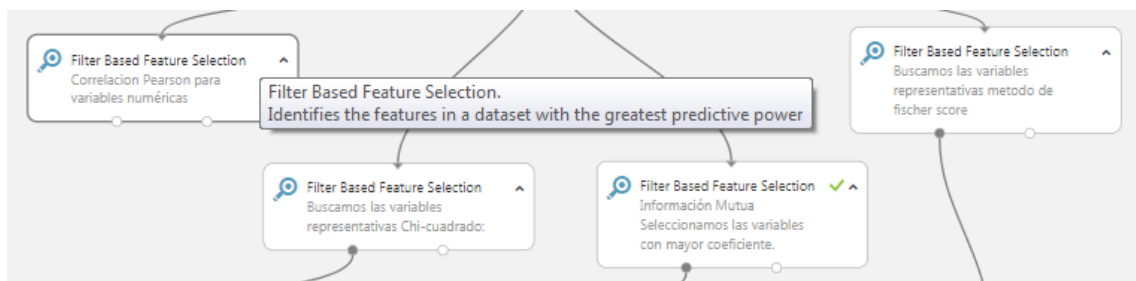 Filter Based Feature Selection
Correlacion Pearson para
variables numéricas
Filter Based Feature Selection.
Identifies the features in a dataset with the greatest predictive power
Filter Based Feature Selection
Buscamos las variables
representativas metodo de
fischer score
Filter Based Feature Selection
Buscamos las variables
representativas Chi-cuadrado:
Filter Based Feature Selection
Información Mutua
Seleccionamos las variables
con mayor coeficiente.